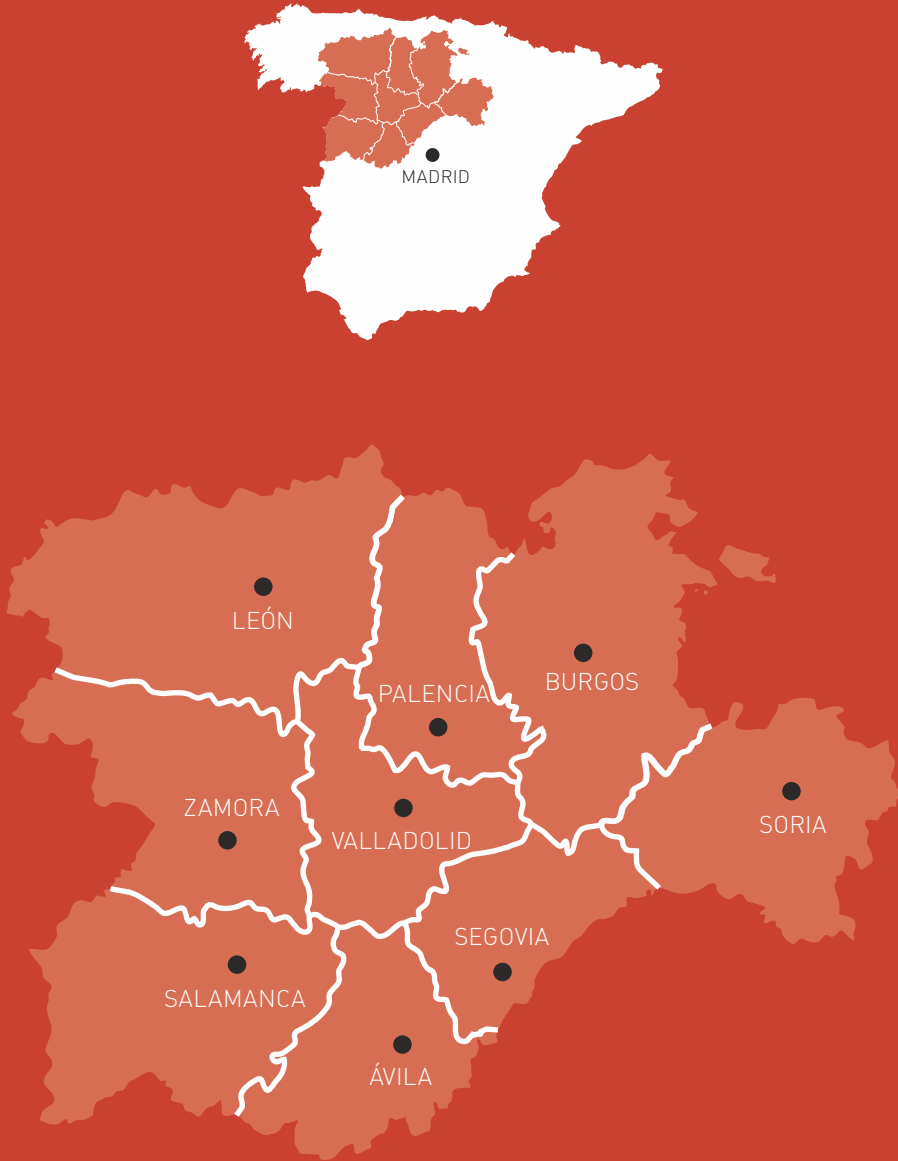 MADRID
LEÓN
BURGOS
PALENCIA
ZAMORA
SORIA
VALLADOLID
SEGOVIA
SALAMANCA
ÁVILA